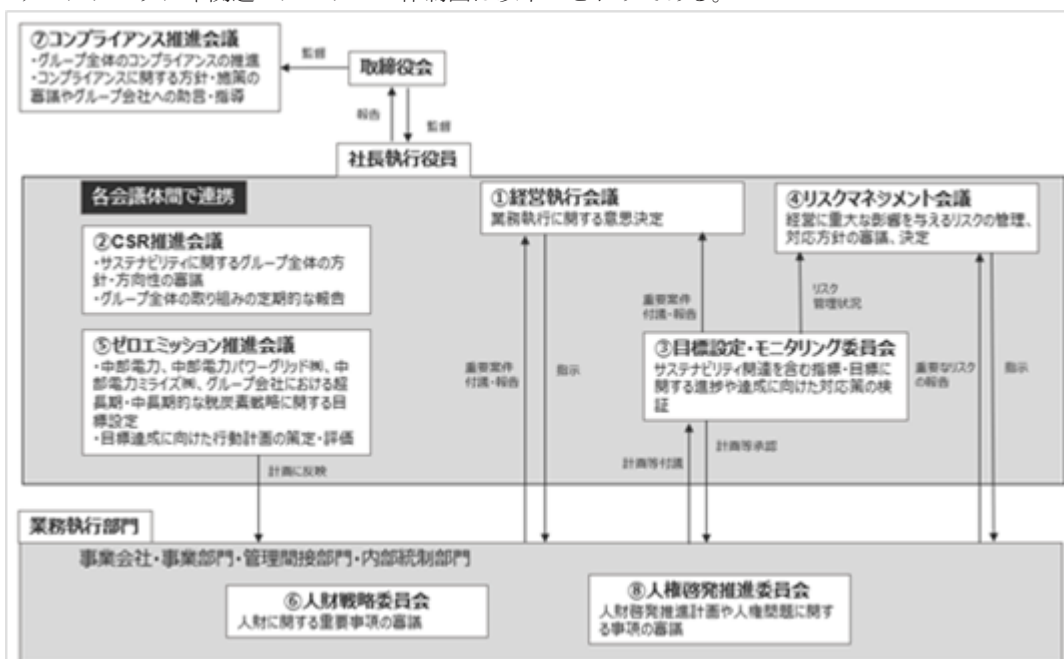 ⑦コンプライアンス推進会議
・グループ全体のコンプライアンスの推進
・コンプライアンスに関する方針・施策の
審議やグループ会社への助言・指導
監督
取締役会
報告
監督
社長執行役員
各会議体間で連携
①経営執行会議
業務執行に関する意思決定
④リスクマネジメント会議
経営に重大な影響を与えるリスクの管理、
対応方針の審議、決定
②CSR推進会議
・サステナビリティに関するグループ全体の方
針・方向性の審議
・グループ全体の取り組みの定期的な報告
重要案件
付議・報告
リスク
管理状況
⑤ゼロエミッション推進会議
・中部電力、中部電力パワーグリッド㈱、中
部電力ミライズ㈱、グループ会社における超
長期・中長期的な脱炭素戦略に関する目
標設定
・目標達成に向けた行動計画の策定・評価
③目標設定・モニタリング委員会
サステナビリティ関連を含む指標・目標に
関する進捗や達成に向けた対応策の検
証
重要案件
付議・報告
指示
重要なリスク
の報告
指示
計画に反映
計画等付議
計画等承認
業務執行部門
事業会社・事業部門・管理間接部門・内部統制部門
⑥人財戦略委員会
人財に関する重要事項の審議
⑧人権啓発推進委員会
人財啓発推進計画や人権問題に関す
る事項の審議